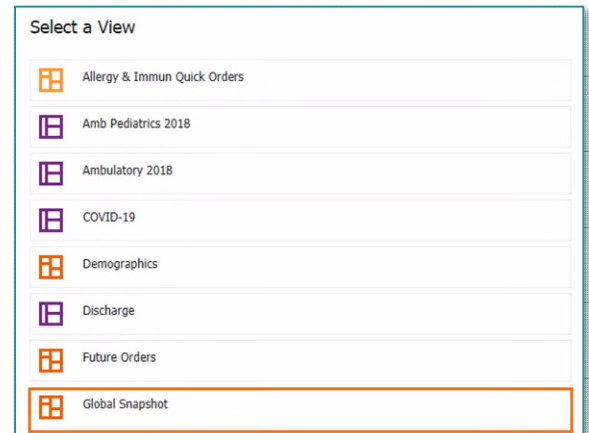 Select a View
Allergy & Immun Quick Orders
Amb Pediatrics 2018
Ambulatory 2018
COVID-19
Demographics
Discharge
Future Orders
Global Snapshot